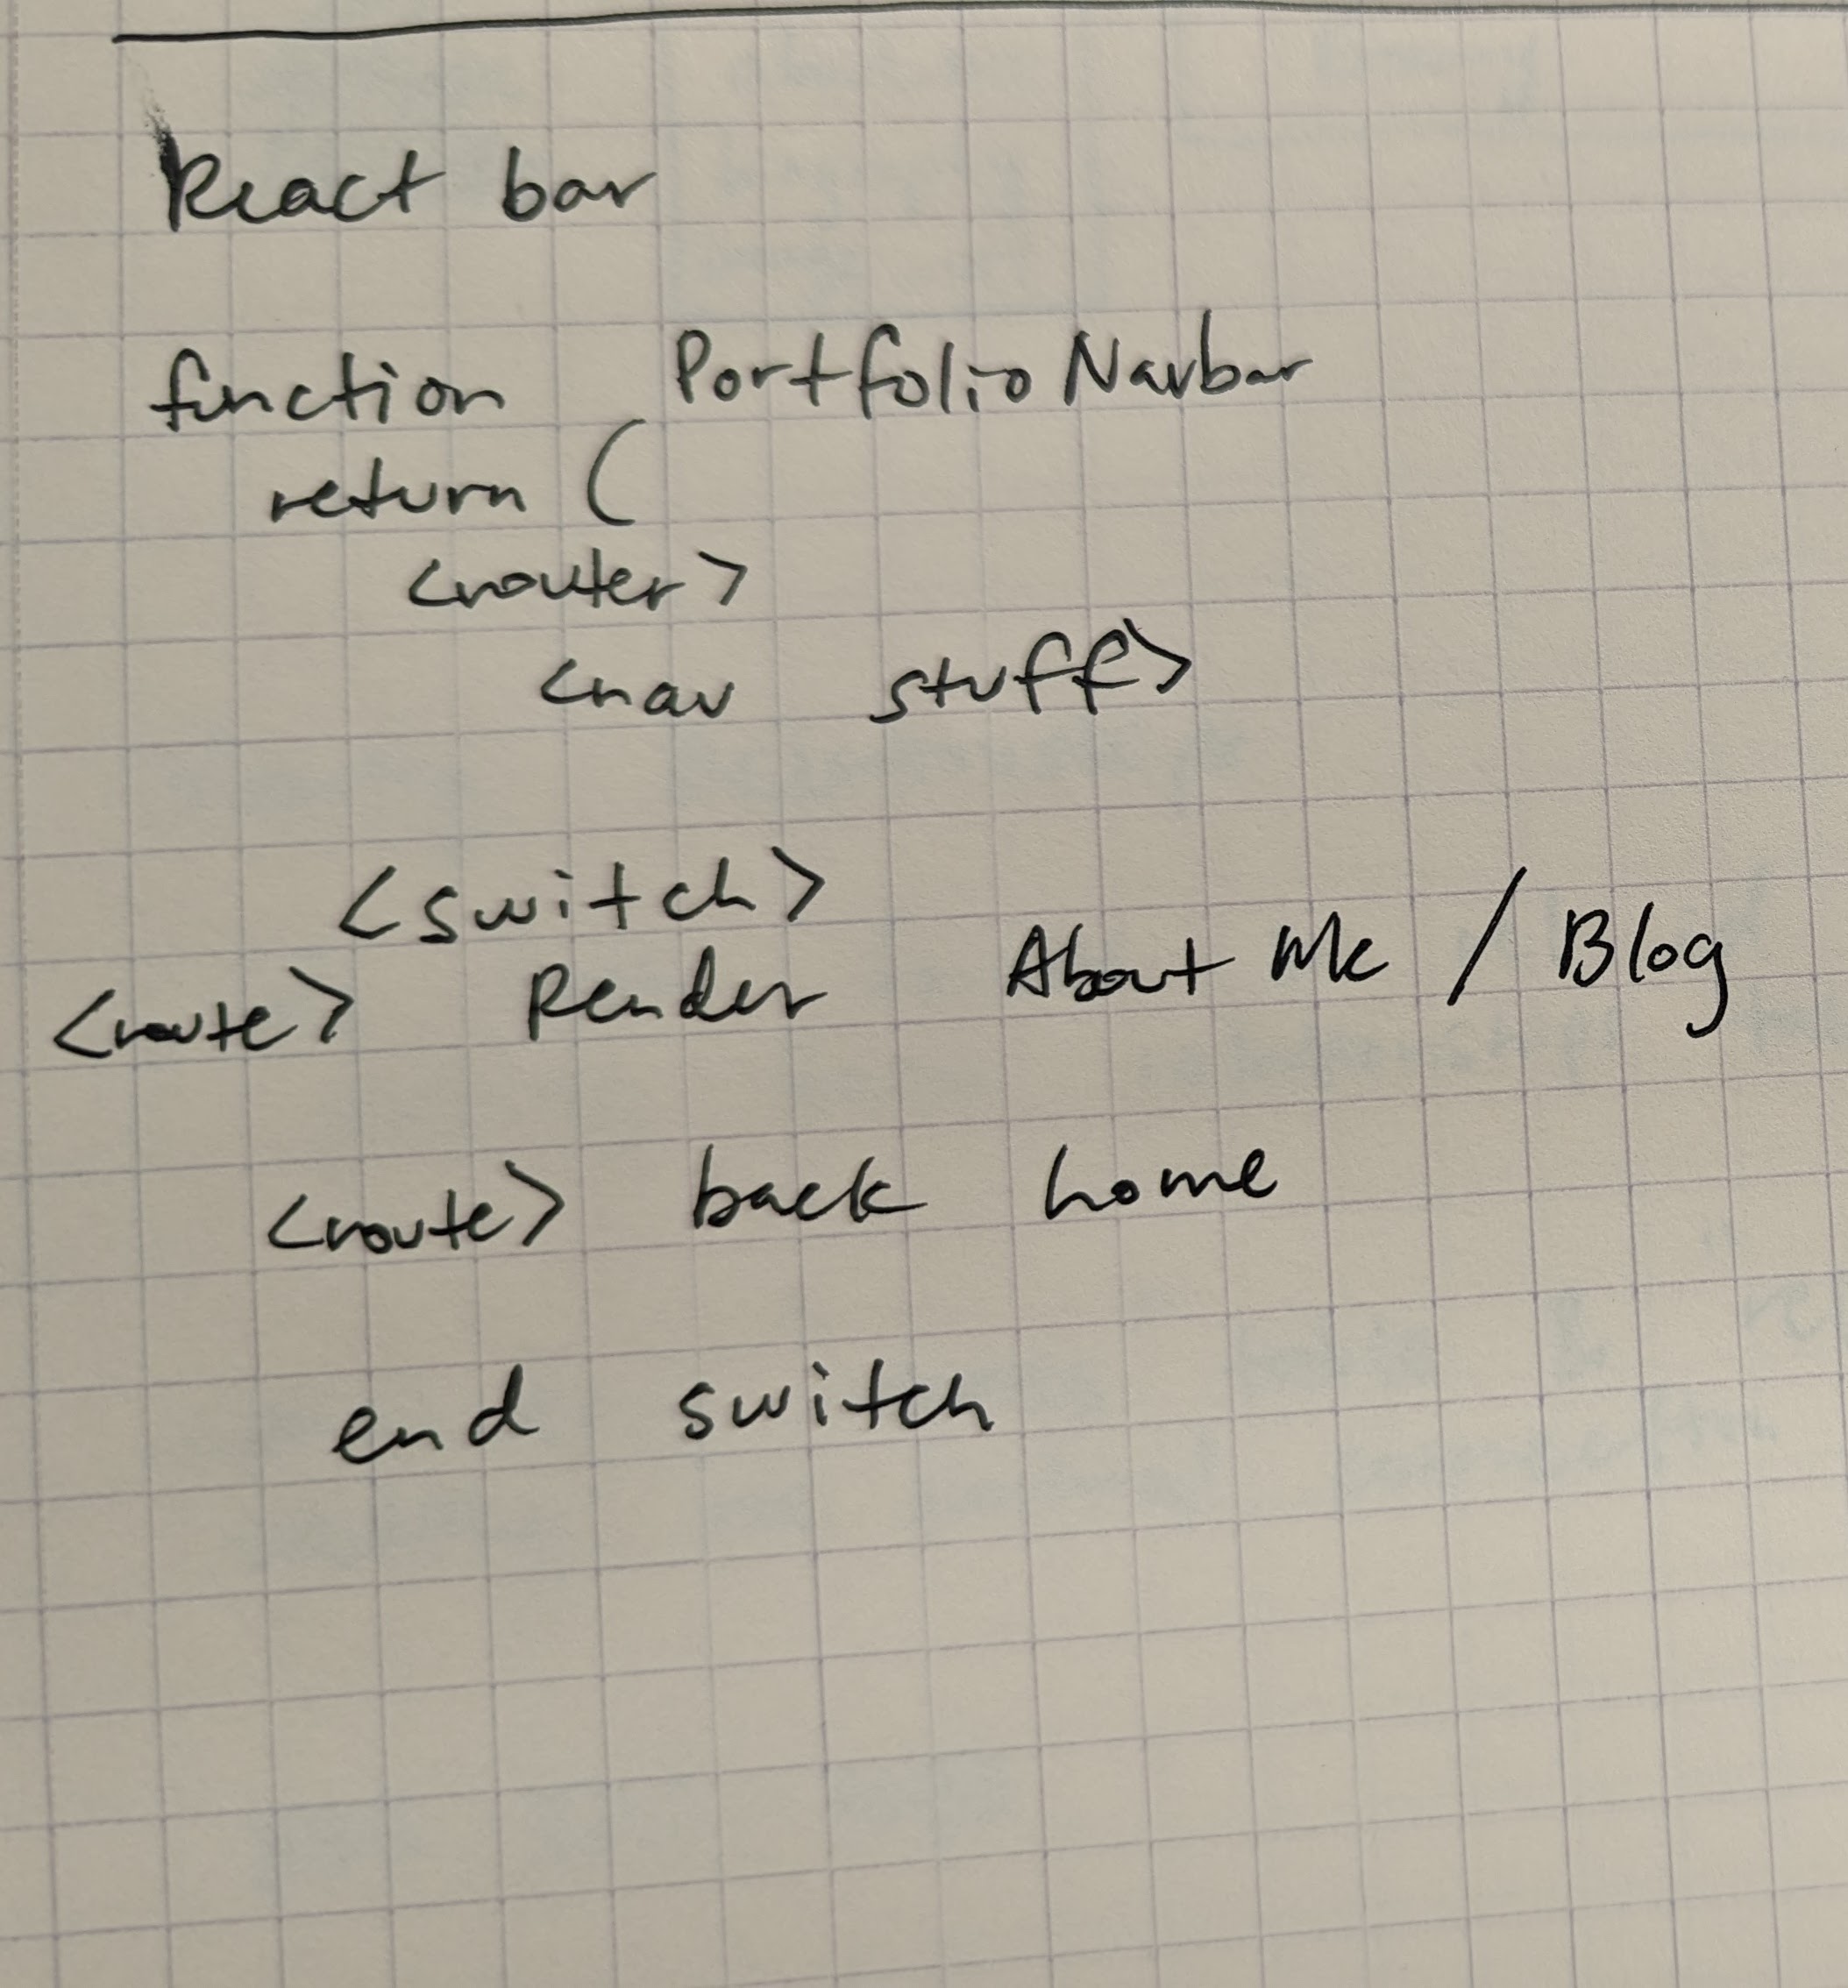 React bar
function PortfolioNavbar
return (
<router>
<nav stuff>
<switch>
<route> Render About Me / Blog
<route> back home
end switch